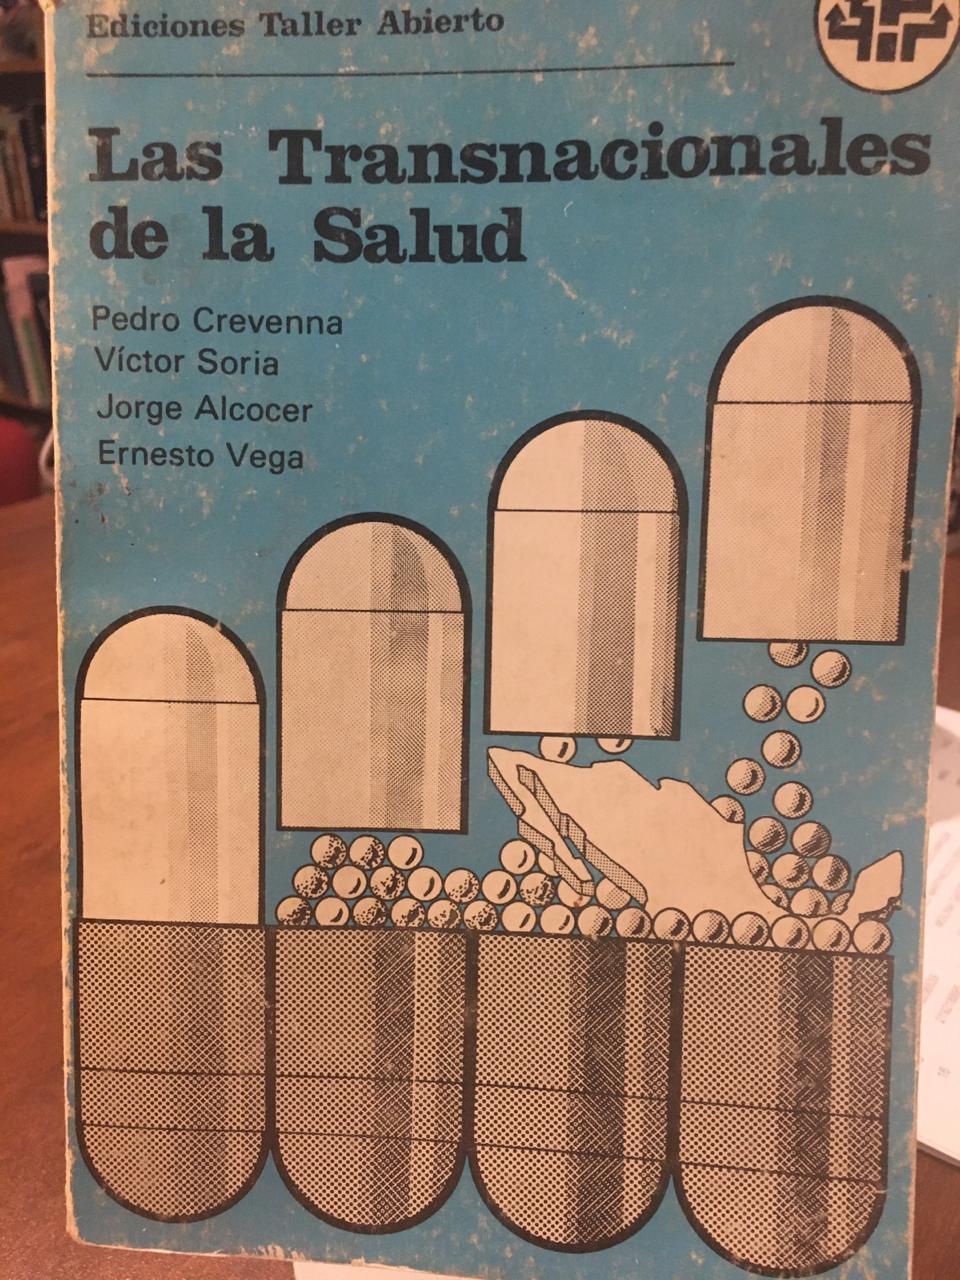 Ediciones Taller Abierto
Las Transnacionales
de la Salud
Pedro Crevenna
Víctor Soria
Jorge Alcocer
Ernesto Vega